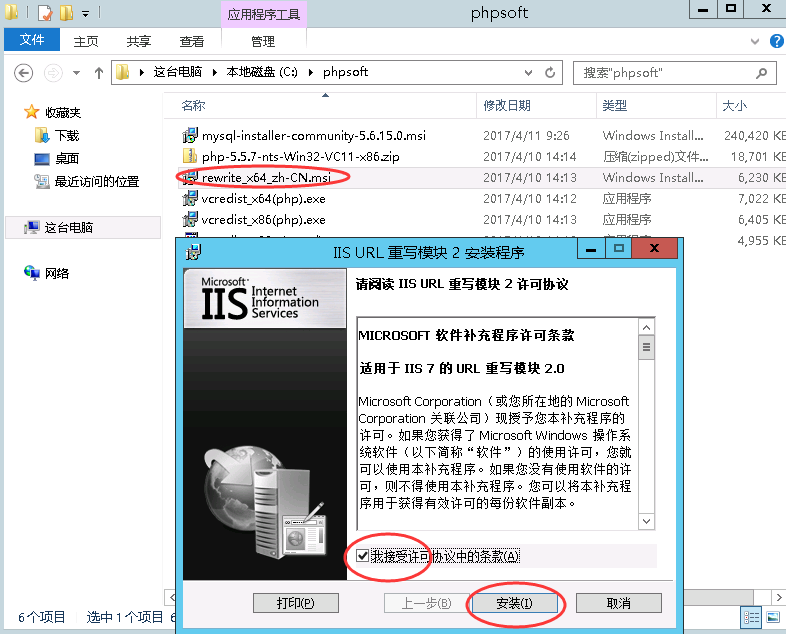 应用程序工具
phpsoft
文件
主页
共享
查看
管理
这台电脑
本地磁盘 (C:)
phpsoft
搜索"phpsoft"
名称
修改日期
类型
大小
收藏夹
下载
桌面
最近访问的位置
这台电脑
网络
mysql-installer-community-5.6.15.0.msi 2017/4/11 9:26 Windows Install... 240,420 KB
php-5.5.7-nts-Win32-VC11-x86.zip 2017/4/10 14:14 压缩(zipped)文件... 18,701 KB
rewrite_x64_zh-CN.msi 2017/4/10 14:13 Windows Install... 6,230 KB
vcredist_x64(php).exe 2017/4/10 14:12 应用程序 7,022 KB
vcredist_x86(php).exe 2017/4/10 14:13 应用程序 6,405 KB
4,955 KB
IIS URL 重写模块 2 安装程序
Microsoft
IIS Internet
Information
Services
请阅读 IIS URL 重写模块 2 许可协议
MICROSOFT 软件补充程序许可条款
适用于 IIS 7 的 URL 重写模块 2.0
Microsoft Corporation（或您所在地的 Microsoft
Corporation 关联公司）现授予您本补充程序的
许可。如果您获得了 Microsoft Windows 操作系
统软件（以下简称“软件”）的使用许可，您就
可以使用本补充程序。如果您没有使用软件的许
可，则不得使用本补充程序。您可以将本补充程
序用于获得有效许可的每份软件副本。
我接受许可协议中的条款(A)
打印(P)
上一步(B)
安装(I)
取消
6 个项目
选中 1 个项目 6